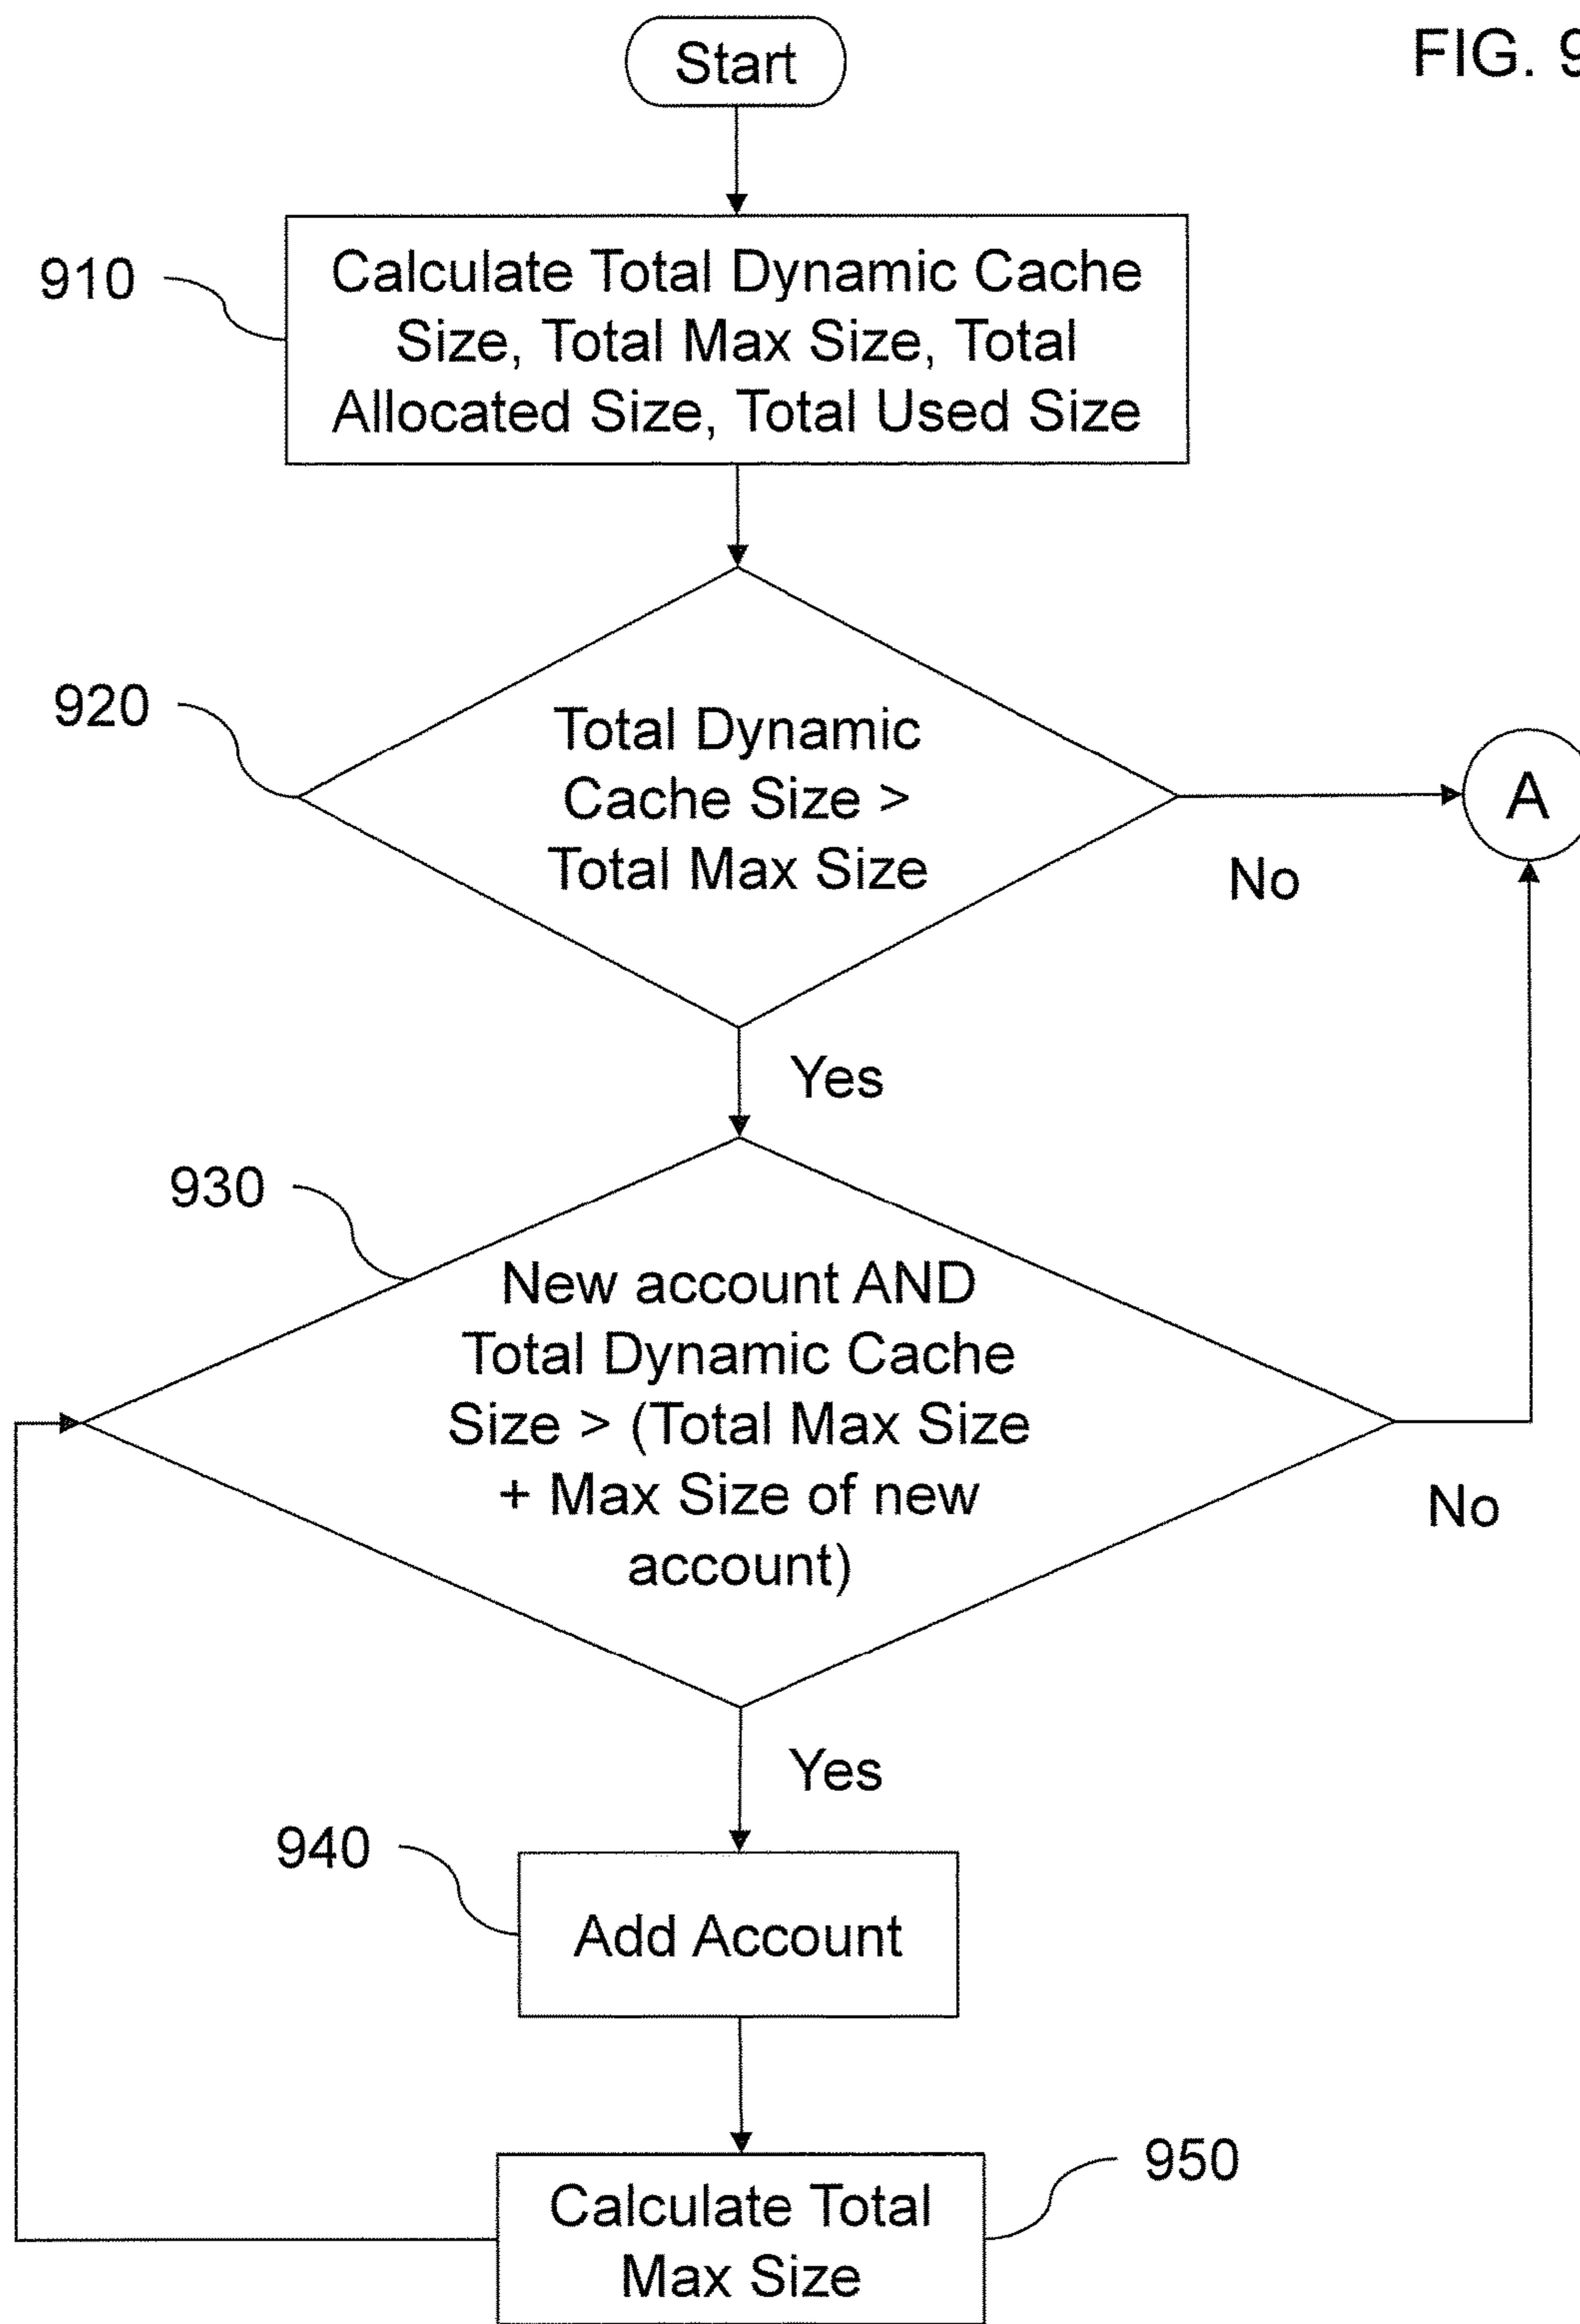 FIG. 9
Start
910
Calculate Total Dynamic Cache
Size, Total Max Size, Total
Allocated Size, Total Used Size
920
Total Dynamic
Cache Size >
Total Max Size
A
No
Yes
930
New account AND
Total Dynamic Cache
Size > (Total Max Size
+ Max Size of new
account)
No
Yes
940
Add Account
950
Calculate Total
Max Size